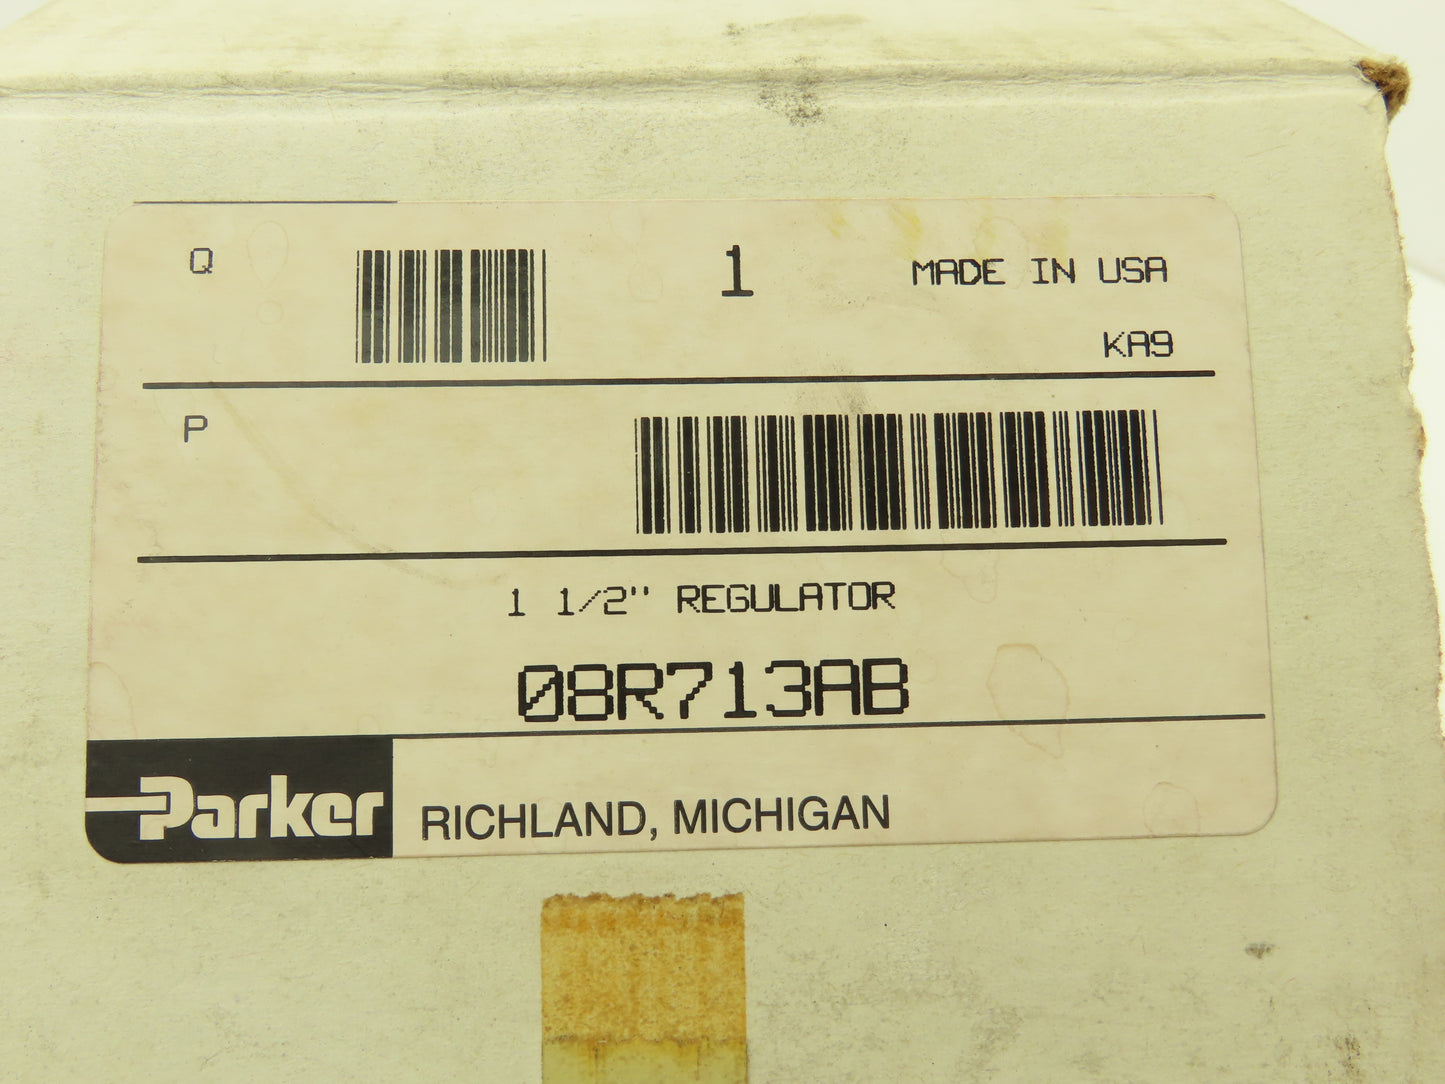 Q 1 MADE IN USA
KA9
P
1 1/2" REGULATOR
08R713AB
Parker RICHLAND, MICHIGAN